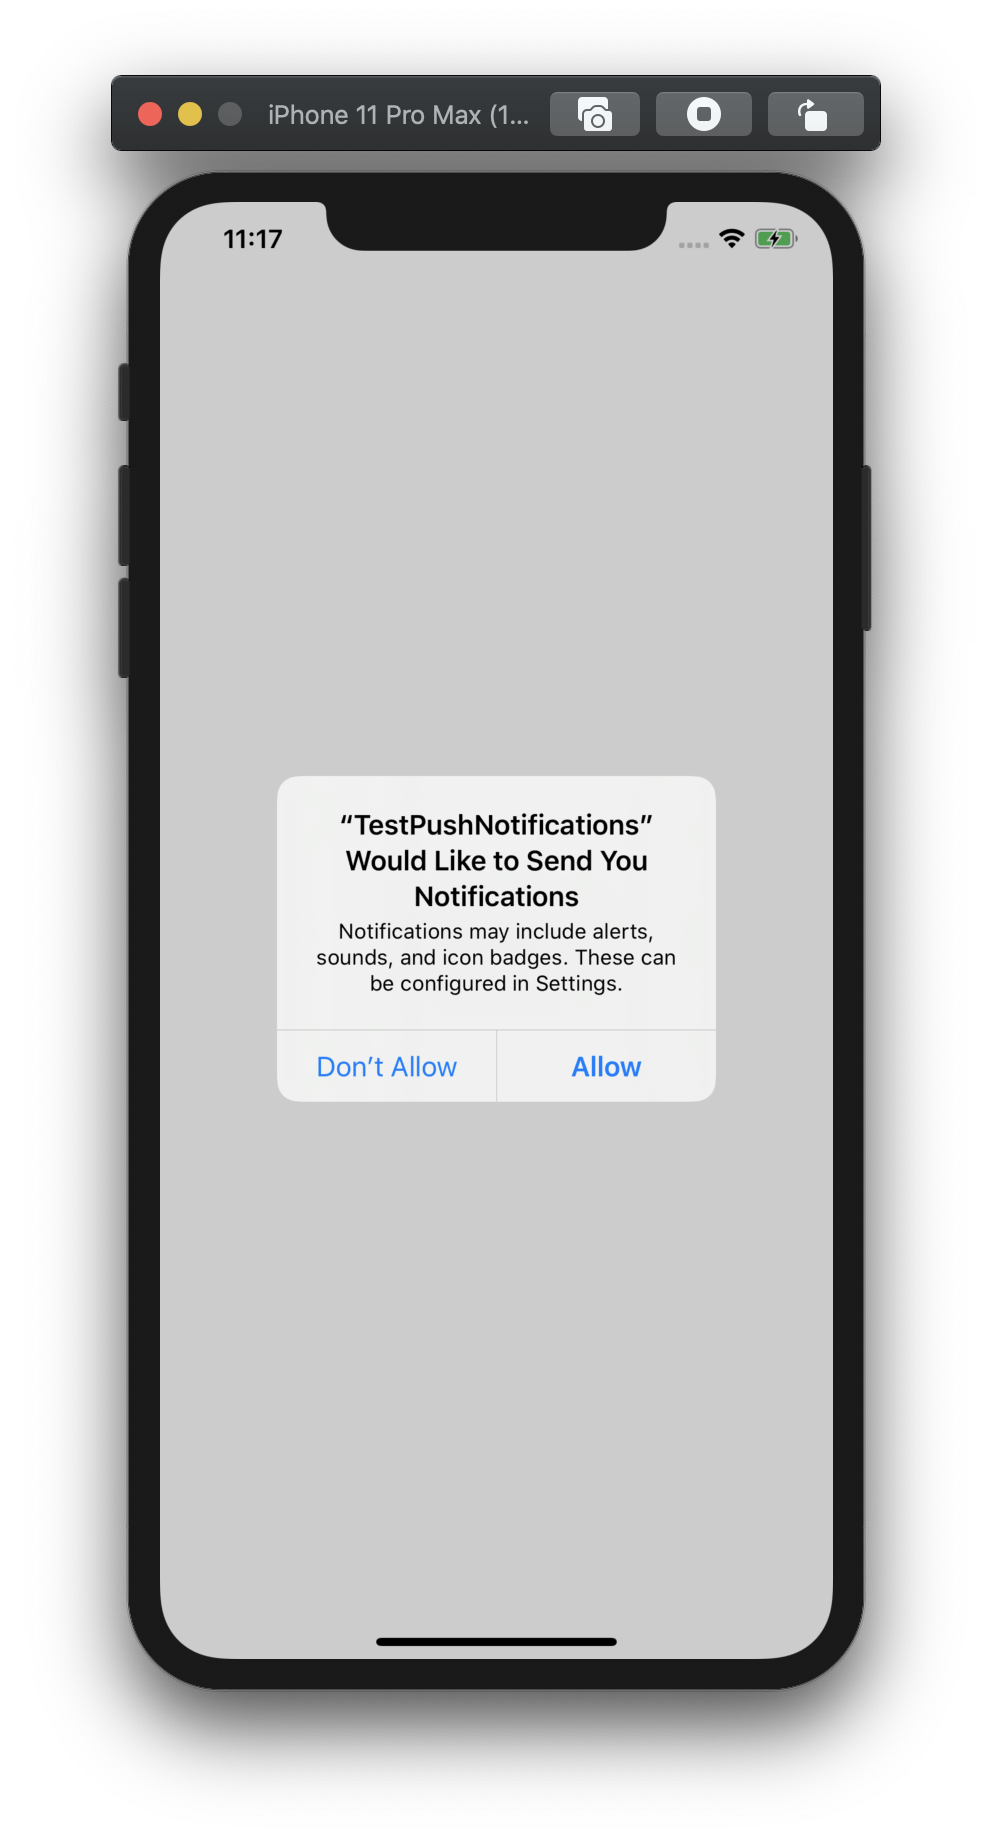 iPhone 11 Pro Max (1...
11:17
“TestPushNotifications”
Would Like to Send You
Notifications
Notifications may include alerts,
sounds, and icon badges. These can
be configured in Settings.
Don’t Allow
Allow